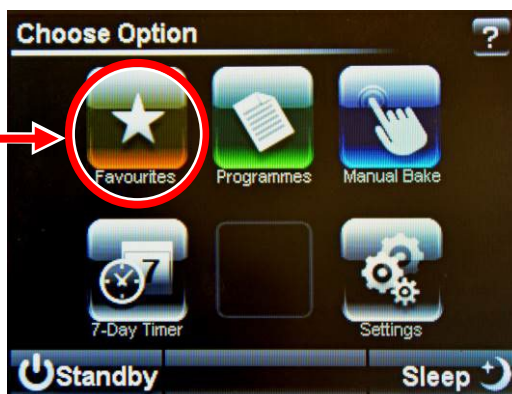 Choose Option
?
Favourites Programmes Manual Bake
7
7-Day Timer Settings
Standby Sleep